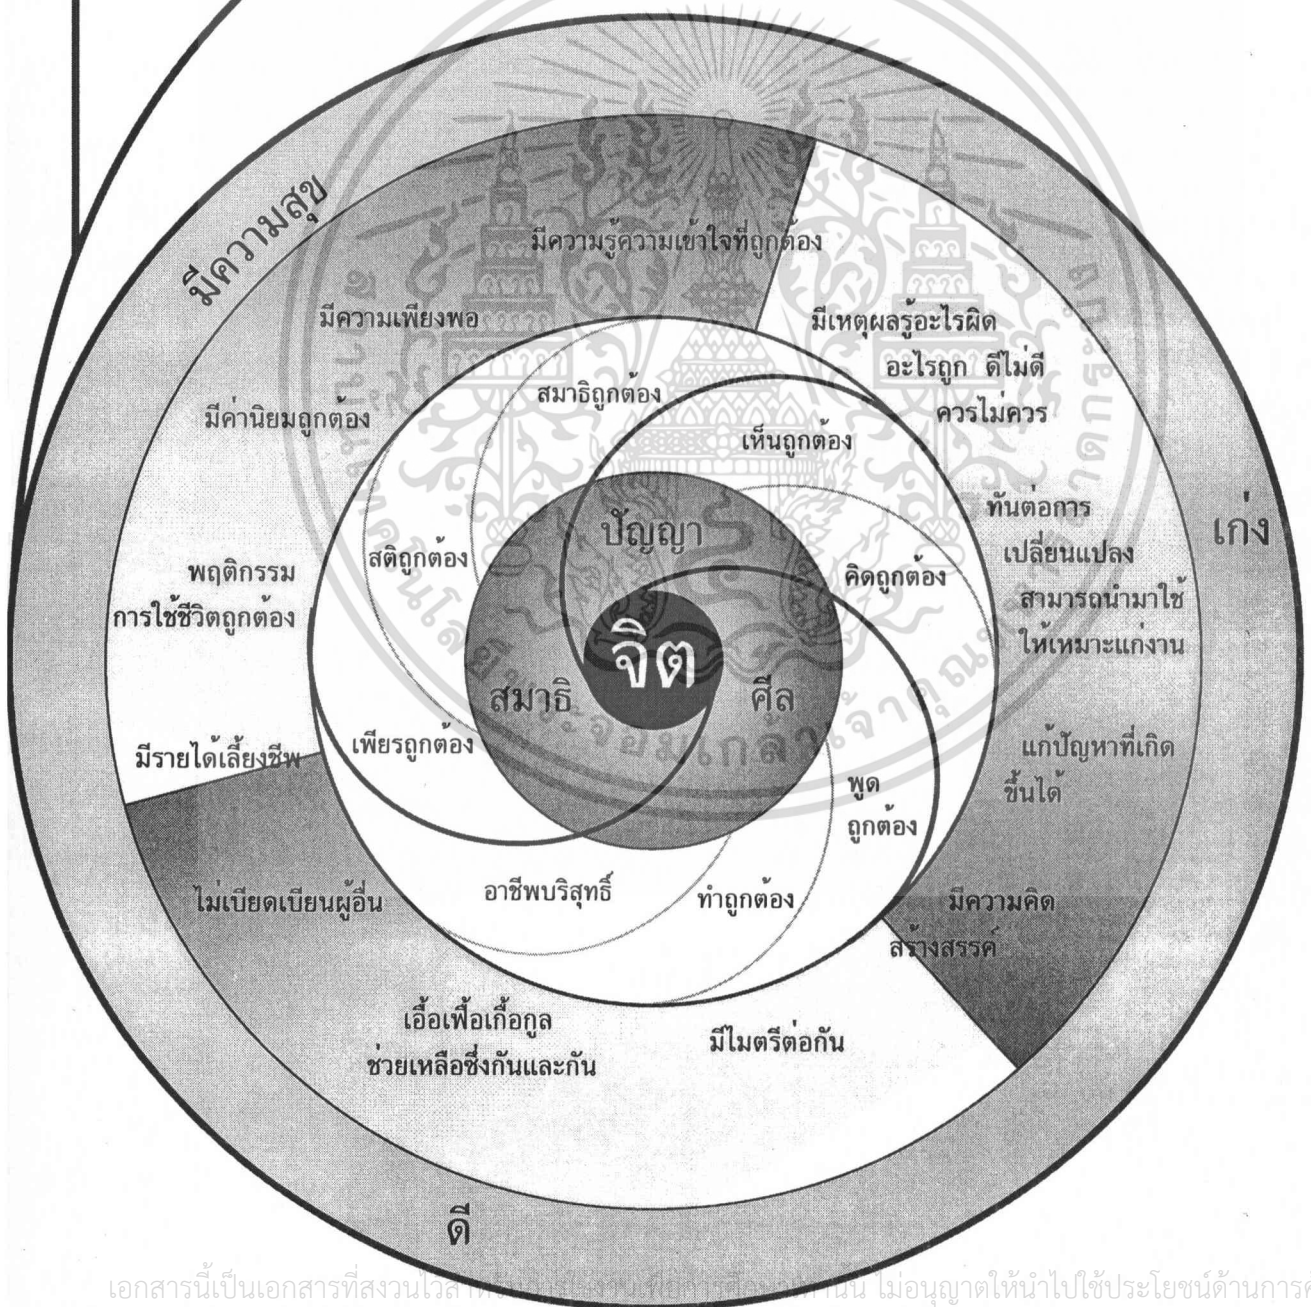 มีความสุข
มีความรู้ความเข้าใจที่ถูกต้อง
มีความเพียงพอ
มีค่านิยมถูกต้อง
พฤติกรรม
การใช้ชีวิตถูกต้อง
มีรายได้เลี้ยงชีพ
มีเหตุผลรู้อะไรผิด
อะไรถูก ดีไม่ดี
ควรไม่ควร
ทันต่อการ
เปลี่ยนแปลง
สามารถนำมาใช้
ให้เหมาะแก่งาน
แก้ปัญหาที่เกิด
ขึ้นได้
มีความคิด
สร้างสรรค์
เก่ง
สมาธิถูกต้อง
เห็นถูกต้อง
สติถูกต้อง
คิดถูกต้อง
เพียรถูกต้อง
พูด
ถูกต้อง
อาชีพบริสุทธิ์
ทำถูกต้อง
ปัญญา
จิต
สมาธิ
ศีล
ไม่เบียดเบียนผู้อื่น
เอื้อเฟื้อเกื้อกูล
ช่วยเหลือซึ่งกันและกัน
มีไมตรีต่อกัน
ดี
พระจอมเกล้าเจ้าคุณ
เอกสารนี้เป็นเอกสารที่สงวนไว้ ไม่อนุญาตให้นำไปใช้ประโยชน์ด้านการ